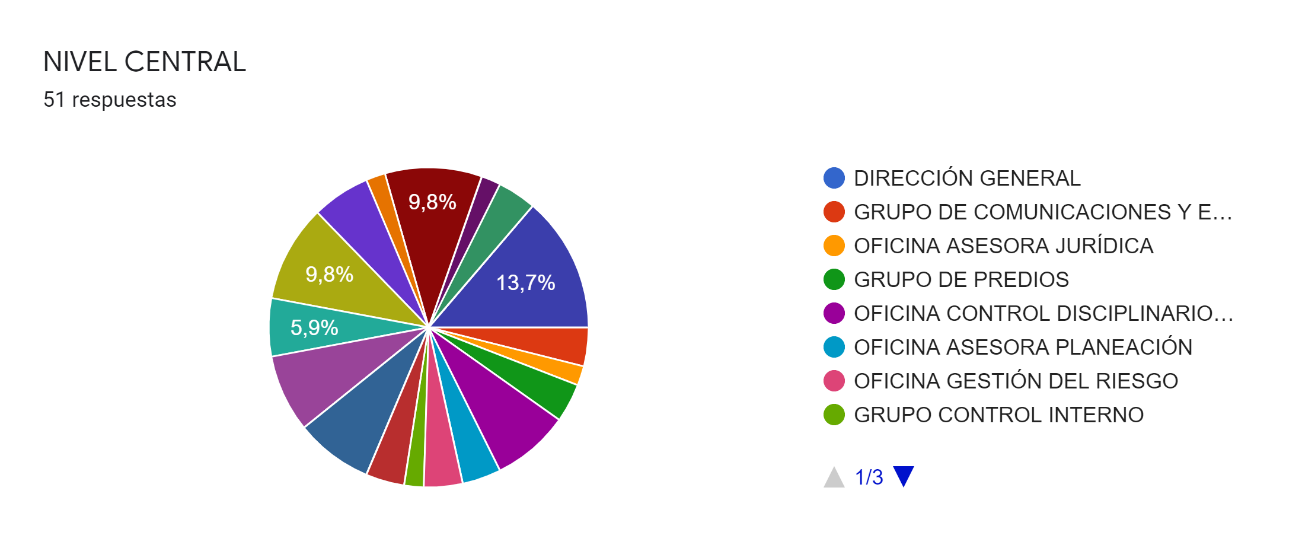 NIVEL CENTRAL
51 respuestas
9,8%
13,7%
9,8%
5,9%
DIRECCIÓN GENERAL
GRUPO DE COMUNICACIONES Y E…
OFICINA ASESORA JURÍDICA
GRUPO DE PREDIOS
OFICINA CONTROL DISCIPLINARIO…
OFICINA ASESORA PLANEACIÓN
OFICINA GESTIÓN DEL RIESGO
GRUPO CONTROL INTERNO
1/3